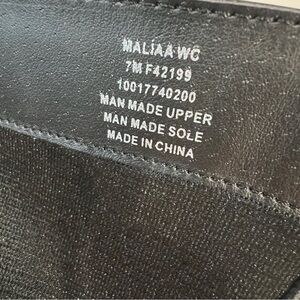 MALIAA WC
7M F42199
10017740200
MAN MADE UPPER
MAN MADE SOLE
MADE IN CHINA